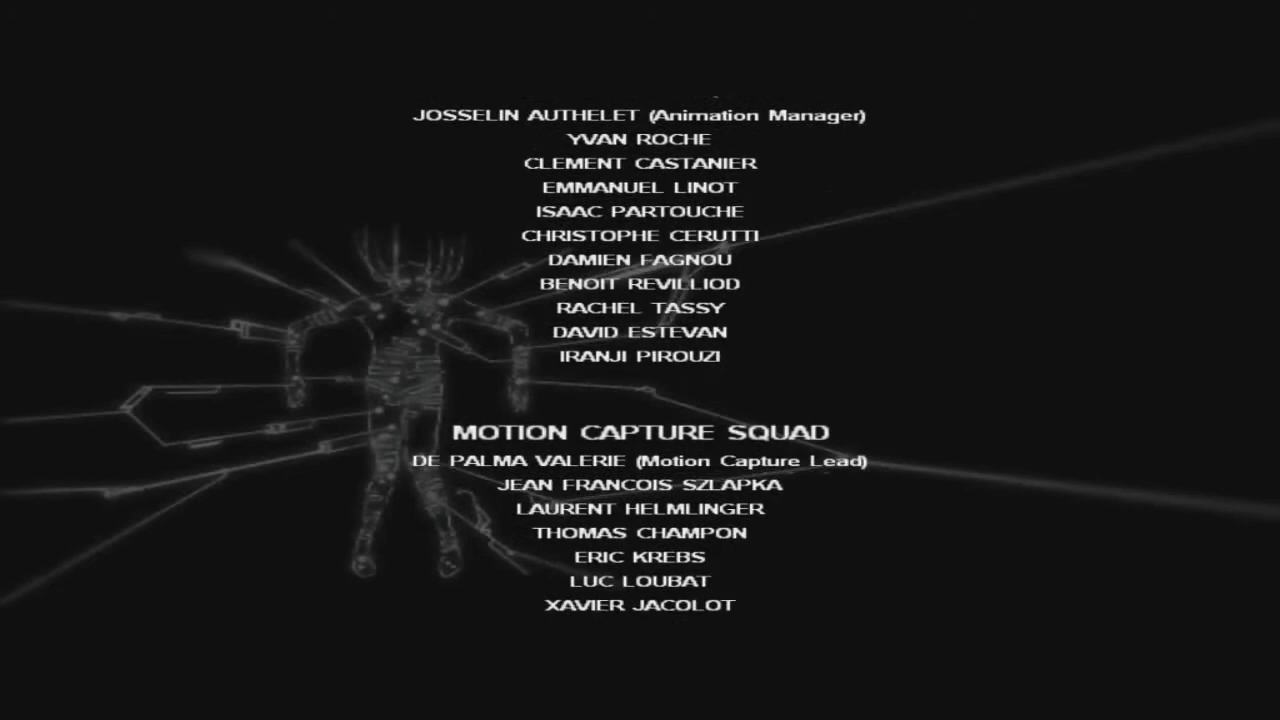 JOSSELIN AUTHELET (Animation Manager)
YVAN ROCHE
CLEMENT CASTANIER
EMMANUEL LINOT
ISAAC PARTOUCHE
CHRISTOPHE CERUTTI
DAMIEN FAGNOU
BENOIT REVILLIOD
RACHEL TASSY
DAVID ESTEVAN
IRANJI PIROUZI
MOTION CAPTURE SQUAD
DE PALMA VALERIE (Motion Capture Lead)
JEAN FRANCOIS SZLAPKA
LAURENT HELMLINGER
THOMAS CHAMPON
ERIC KREBS
LUC LOUBAT
XAVIER JACOLOT